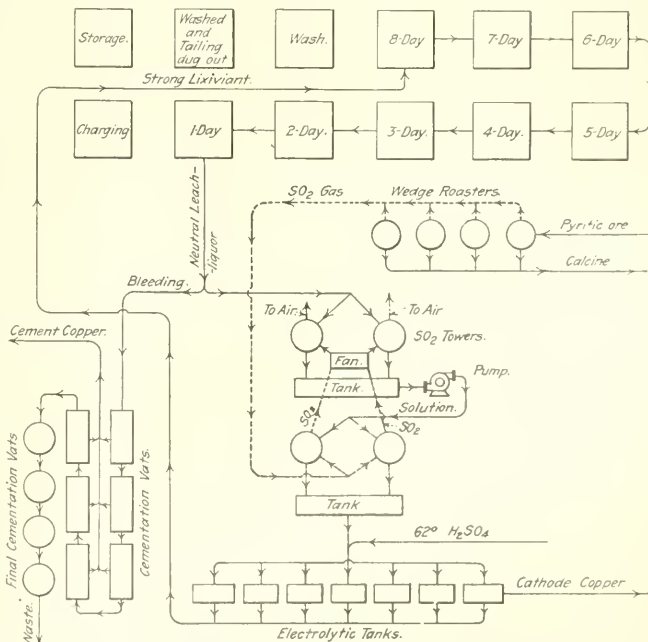 Storage.
Washed
and
Tailing
dug out
Wash.
8-Day
7-Day
6-Day
Strong Lixiviant.
Charging
1-Day
2-Day
3-Day.
4-Day
5-Day
Neutral Leach-
-liquor
SO2 Gas
Wedge Roasters.
Pyritic ore
Calcine
Bleeding.
To Air
To Air
SO2 Towers.
Cement Copper.
Fan.
Tank.
Pump.
Solution.
SO2
SO2
Final Cementation Vats
Cementation Vats.
Tank
62° H2SO4
Cathode Copper
Waste.
Electrolytic Tanks.